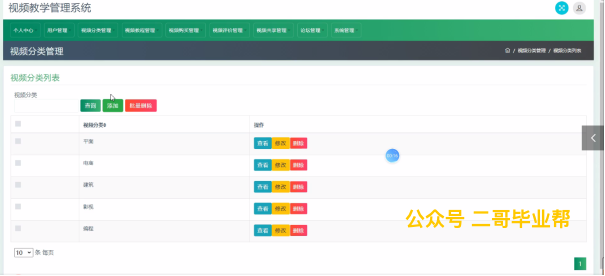 视频教学管理系统
个人中心 用户管理 视频分类管理 视频教程管理 视频购买管理 视频评价管理 视频共享管理 论坛管理 系统管理
视频分类管理 / 视频分类管理 / 视频分类列表
视频分类列表
视频分类
查询 添加 批量删除
视频分类 操作
平面 查看 修改 删除
电商 查看 修改 删除
建筑 查看 修改 删除
影视 查看 修改 删除
编程 查看 修改 删除
公众号 二哥毕业帮
10 条 每页
1